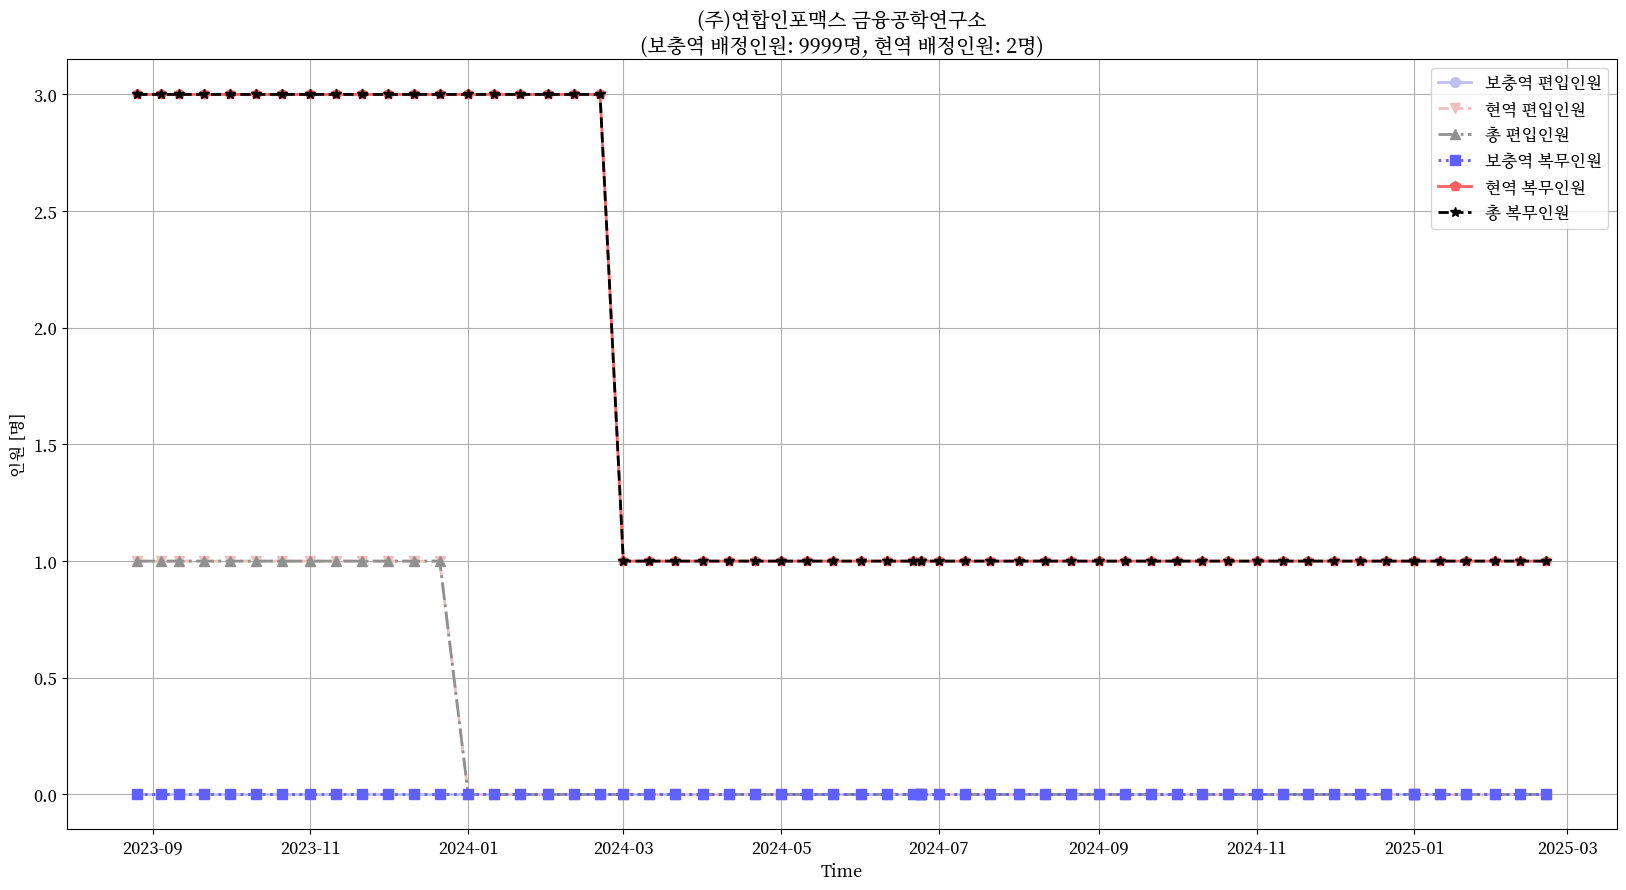 (주)연합인포맥스 금융공학연구소
(보충역 배정인원: 9999명, 현역 배정인원: 2명)
보충역 편입인원
현역 편입인원
총 편입인원
보충역 복무인원
현역 복무인원
총 복무인원
3.0
2.5
2.0
1.5
1.0
0.5
0.0
인원 [명]
2023-09
2023-11
2024-01
2024-03
2024-05
2024-07
2024-09
2024-11
2025-01
2025-03
Time